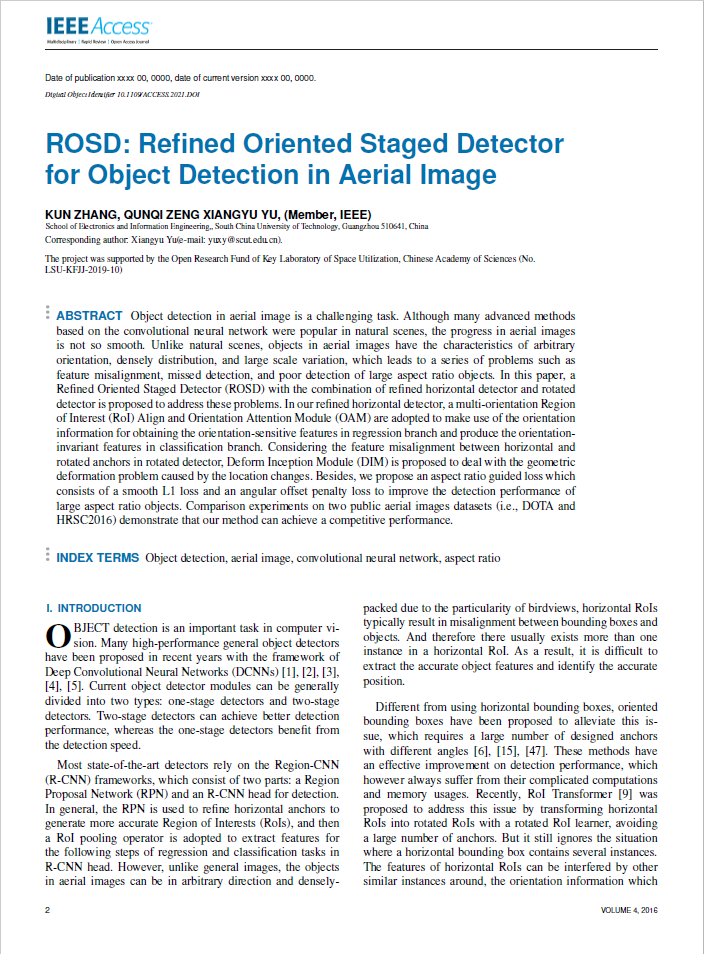 IEEE Access
Multidisciplinary | Rapid Review | Open Access Journal
Date of publication xxxx 00, 0000, date of current version xxxx 00, 0000.
Digital Object Identifier 10.1109/ACCESS.2021.DOI
ROSD: Refined Oriented Staged Detector
for Object Detection in Aerial Image
KUN ZHANG, QUNQI ZENG XIANGYU YU, (Member, IEEE)
School of Electronics and Information Engineering,, South China University of Technology, Guangzhou 510641, China
Corresponding author: Xiangyu Yu(e-mail: yuxy@scut.edu.cn).
The project was supported by the Open Research Fund of Key Laboratory of Space Utilization, Chinese Academy of Sciences (No.
LSU-KFJJ-2019-10)
ABSTRACT Object detection in aerial image is a challenging task. Although many advanced methods
based on the convolutional neural network were popular in natural scenes, the progress in aerial images
is not so smooth. Unlike natural scenes, objects in aerial images have the characteristics of arbitrary
orientation, densely distribution, and large scale variation, which leads to a series of problems such as
feature misalignment, missed detection, and poor detection of large aspect ratio objects. In this paper, a
Refined Oriented Staged Detector (ROSD) with the combination of refined horizontal detector and rotated
detector is proposed to address these problems. In our refined horizontal detector, a multi-orientation Region
of Interest (RoI) Align and Orientation Attention Module (OAM) are adopted to make use of the orientation
information for obtaining the orientation-sensitive features in regression branch and produce the orientation-
invariant features in classification branch. Considering the feature misalignment between horizontal and
rotated anchors in rotated detector, Deform Inception Module (DIM) is proposed to deal with the geometric
deformation problem caused by the location changes. Besides, we propose an aspect ratio guided loss which
consists of a smooth L1 loss and an angular offset penalty loss to improve the detection performance of
large aspect ratio objects. Comparison experiments on two public aerial images datasets (i.e., DOTA and
HRSC2016) demonstrate that our method can achieve a competitive performance.
INDEX TERMS Object detection, aerial image, convolutional neural network, aspect ratio
I. INTRODUCTION
OBJECT detection is an important task in computer vi-
sion. Many high-performance general object detectors
have been proposed in recent years with the framework of
Deep Convolutional Neural Networks (DCNNs) [1], [2], [3],
[4], [5]. Current object detector modules can be generally
divided into two types: one-stage detectors and two-stage
detectors. Two-stage detectors can achieve better detection
performance, whereas the one-stage detectors benefit from
the detection speed.
Most state-of-the-art detectors rely on the Region-CNN
(R-CNN) frameworks, which consist of two parts: a Region
Proposal Network (RPN) and an R-CNN head for detection.
In general, the RPN is used to refine horizontal anchors to
generate more accurate Region of Interests (RoIs), and then
a RoI pooling operator is adopted to extract features for
the following steps of regression and classification tasks in
R-CNN head. However, unlike general images, the objects
in aerial images can be in arbitrary direction and densely-
packed due to the particularity of birdviews, horizontal RoIs
typically result in misalignment between bounding boxes and
objects. And therefore there usually exists more than one
instance in a horizontal RoI. As a result, it is difficult to
extract the accurate object features and identify the accurate
position.
Different from using horizontal bounding boxes, oriented
bounding boxes have been proposed to alleviate this is-
sue, which requires a large number of designed anchors
with different angles [6], [15], [47]. These methods have
an effective improvement on detection performance, which
however always suffer from their complicated computations
and memory usages. Recently, RoI Transformer [9] was
proposed to address this issue by transforming horizontal
RoIs into rotated RoIs with a rotated RoI learner, avoiding
a large number of anchors. But it still ignores the situation
where a horizontal bounding box contains several instances.
The features of horizontal RoIs can be interfered by other
similar instances around, the orientation information which
2
VOLUME 4, 2016